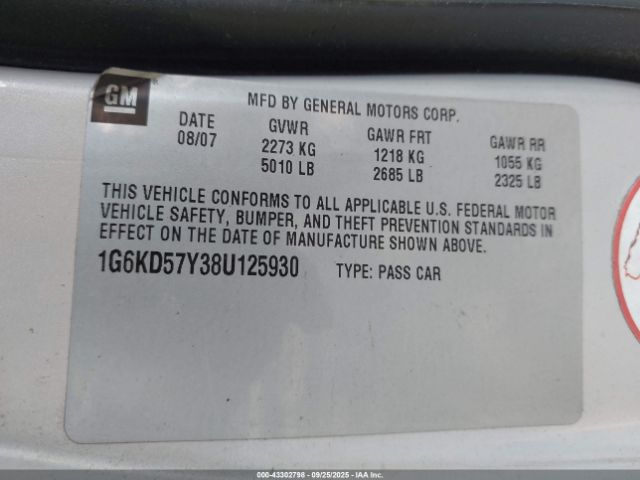 GM
MFD BY GENERAL MOTORS CORP.
DATE GVWR GAWR FRT GAWR RR
08/07 2273 KG 1218 KG 1055 KG
5010 LB 2685 LB 2325 LB
THIS VEHICLE CONFORMS TO ALL APPLICABLE U.S. FEDERAL MOTOR
VEHICLE SAFETY, BUMPER, AND THEFT PREVENTION STANDARDS IN
EFFECT ON THE DATE OF MANUFACTURE SHOWN ABOVE.
1G6KD57Y38U125930 TYPE: PASS CAR
000-43302798 - 09/25/2025 - IAA Inc.